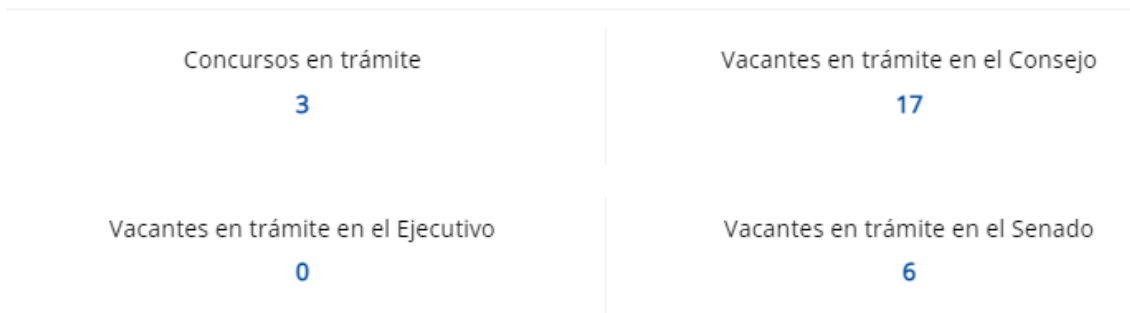 Concursos en trámite
3
Vacantes en trámite en el Consejo
17
Vacantes en trámite en el Ejecutivo
0
Vacantes en trámite en el Senado
6